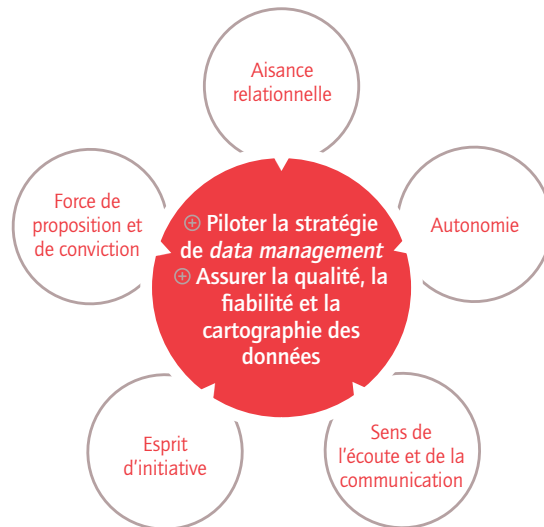 Aisance
relationnelle
Force de
proposition et
de conviction
⊕ Piloter la stratégie
de data management
⊕ Assurer la qualité, la
fiabilité et la
cartographie des
données
Autonomie
Esprit
d'initiative
Sens de
l'écoute et de la
communication